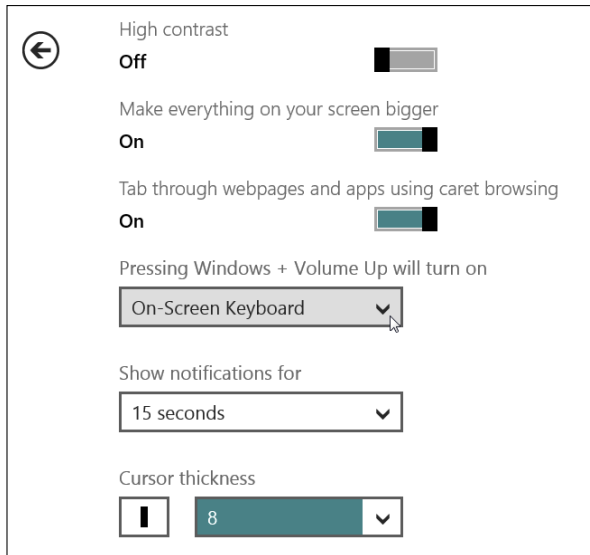 High contrast
Off
Make everything on your screen bigger
On
Tab through webpages and apps using caret browsing
On
Pressing Windows + Volume Up will turn on
On-Screen Keyboard
Show notifications for
15 seconds
Cursor thickness
8